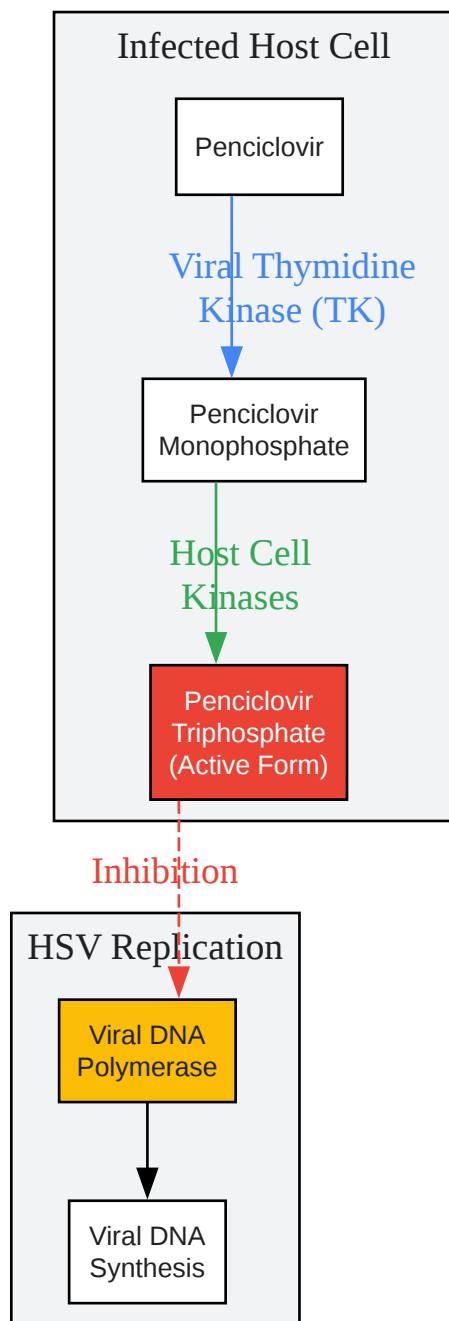 Infected Host Cell
Penciclovir
Viral Thymidine
Kinase (TK)
Penciclovir
Monophosphate
Host Cell
Kinases
Penciclovir
Triphosphate
(Active Form)
Inhibition
HSV Replication
Viral DNA
Polymerase
Viral DNA
Synthesis